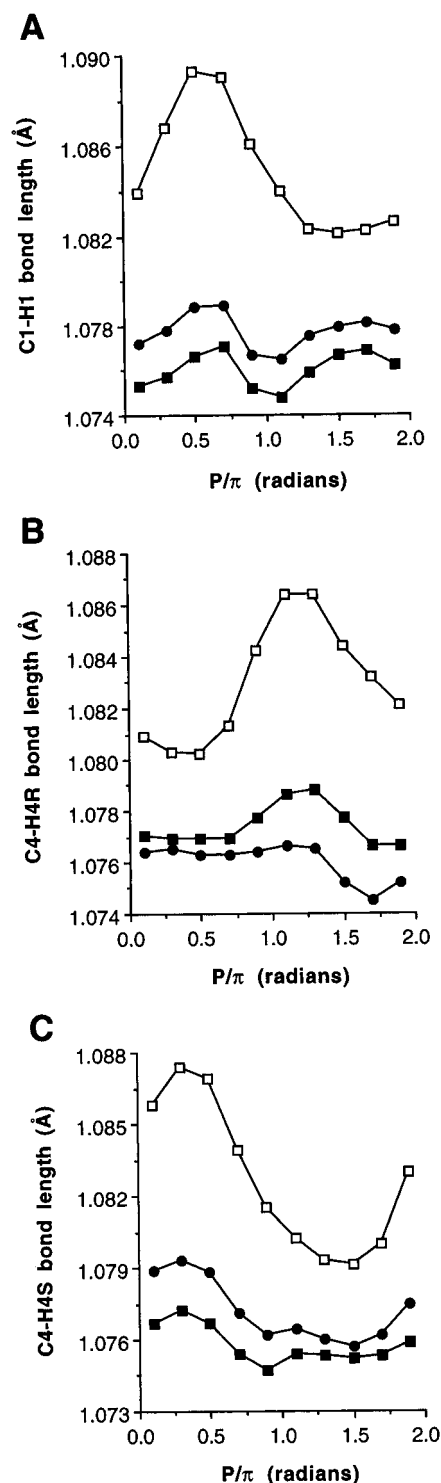 A
C1-H1 bond length (Å)
1.090
1.086
1.082
1.078
1.074
0.0 0.5 1.0 1.5 2.0
P/π (radians)
B
C4-H4R bond length (Å)
1.088
1.086
1.084
1.082
1.080
1.078
1.076
1.074
0.0 0.5 1.0 1.5 2.0
P/π (radians)
C
C4-H4S bond length (Å)
1.088
1.085
1.082
1.079
1.076
1.073
0.0 0.5 1.0 1.5 2.0
P/π (radians)